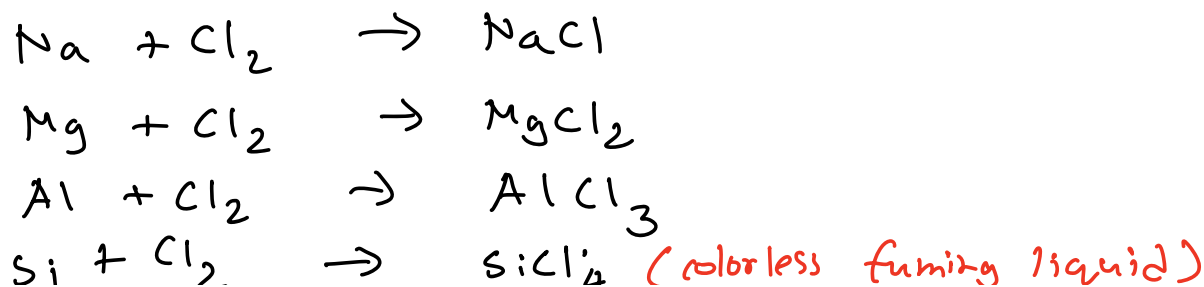 Na + Cl₂ → NaCl
Mg + Cl₂ → MgCl₂
Al + Cl₂ → AlCl₃
Si + Cl₂ → SiCl₄ (colorless fuming liquid)